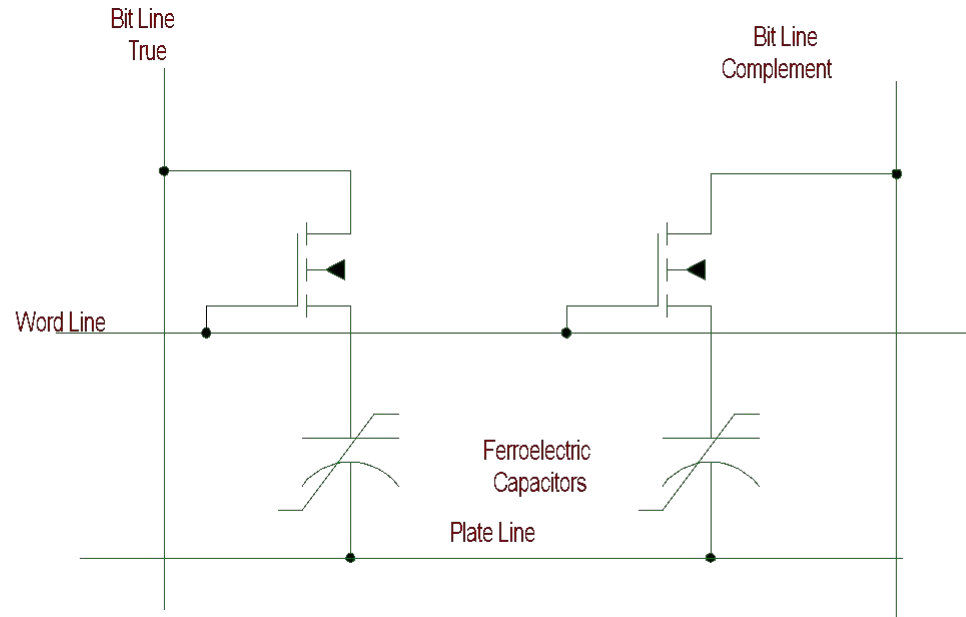 Bit Line
True
Bit Line
Complement
Word Line
Ferroelectric
Capacitors
Plate Line